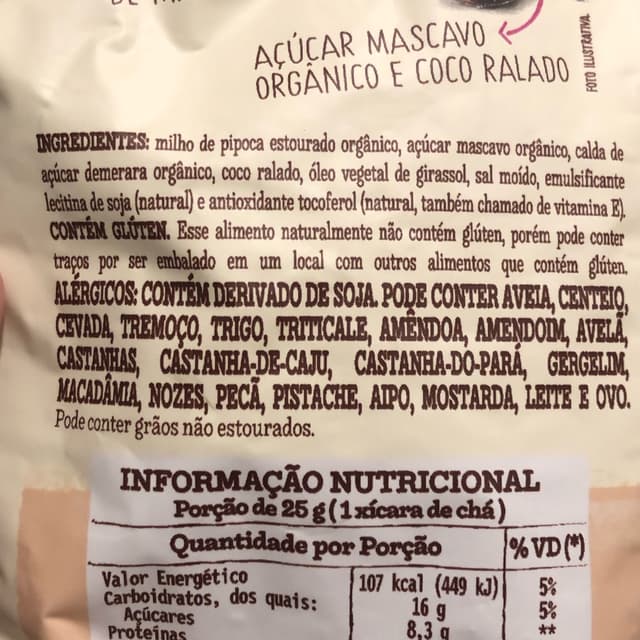 AÇÚCAR MASCAVO
ORGÂNICO E COCO RALADO
FOTO ILUSTRATIVA
INGREDIENTES: milho de pipoca estourado orgânico, açúcar mascavo orgânico, calda de
açúcar demerara orgânico, coco ralado, óleo vegetal de girassol, sal moído, emulsificante
lecitina de soja (natural) e antioxidante tocoferol (natural, também chamado de vitamina E).
CONTÉM GLÚTEN. Esse alimento naturalmente não contém glúten, porém pode conter
traços por ser embalado em um local com outros alimentos que contém glúten.
ALÉRGICOS: CONTÉM DERIVADO DE SOJA. PODE CONTER AVEIA, CENTEIO,
CEVADA, TREMOÇO, TRIGO, TRITICALE, AMÊNDOA, AMENDOIM, AVELÃ,
CASTANHAS, CASTANHA-DE-CAJU, CASTANHA-DO-PARÁ, GERGELIM,
MACADÂMIA, NOZES, PECÃ, PISTACHE, AIPO, MOSTARDA, LEITE E OVO.
Pode conter grãos não estourados.
INFORMAÇÃO NUTRICIONAL
Porção de 25 g (1 xícara de chá)
Quantidade por Porção %VD(*)
Valor Energético 107 kcal (449 kJ) 5%
Carboidratos, dos quais: 16 g 5%
Açúcares 8,3 g **
Proteínas